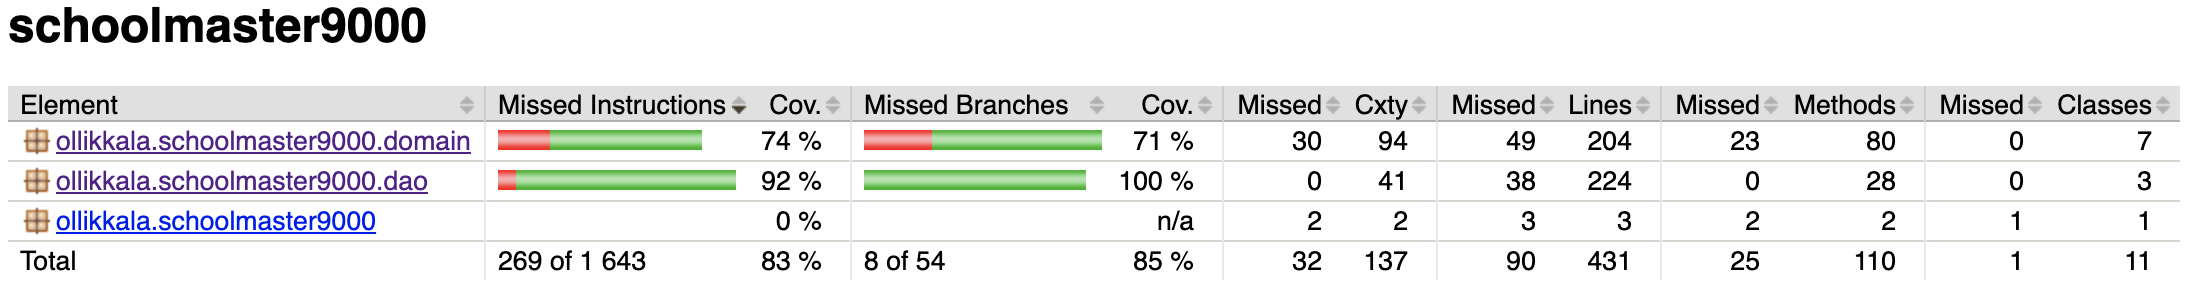 schoolmaster9000
Element Missed Instructions Cov. Missed Branches Cov. Missed Cxty Missed Lines Missed Methods Missed Classes
ollikkala.schoolmaster9000.domain 74 % 71 % 30 94 49 204 23 80 0 7
ollikkala.schoolmaster9000.dao 92 % 100 % 0 41 38 224 0 28 0 3
ollikkala.schoolmaster9000 0 % n/a 2 2 3 3 2 2 1 1
Total 269 of 1 643 83 % 8 of 54 85 % 32 137 90 431 25 110 1 11